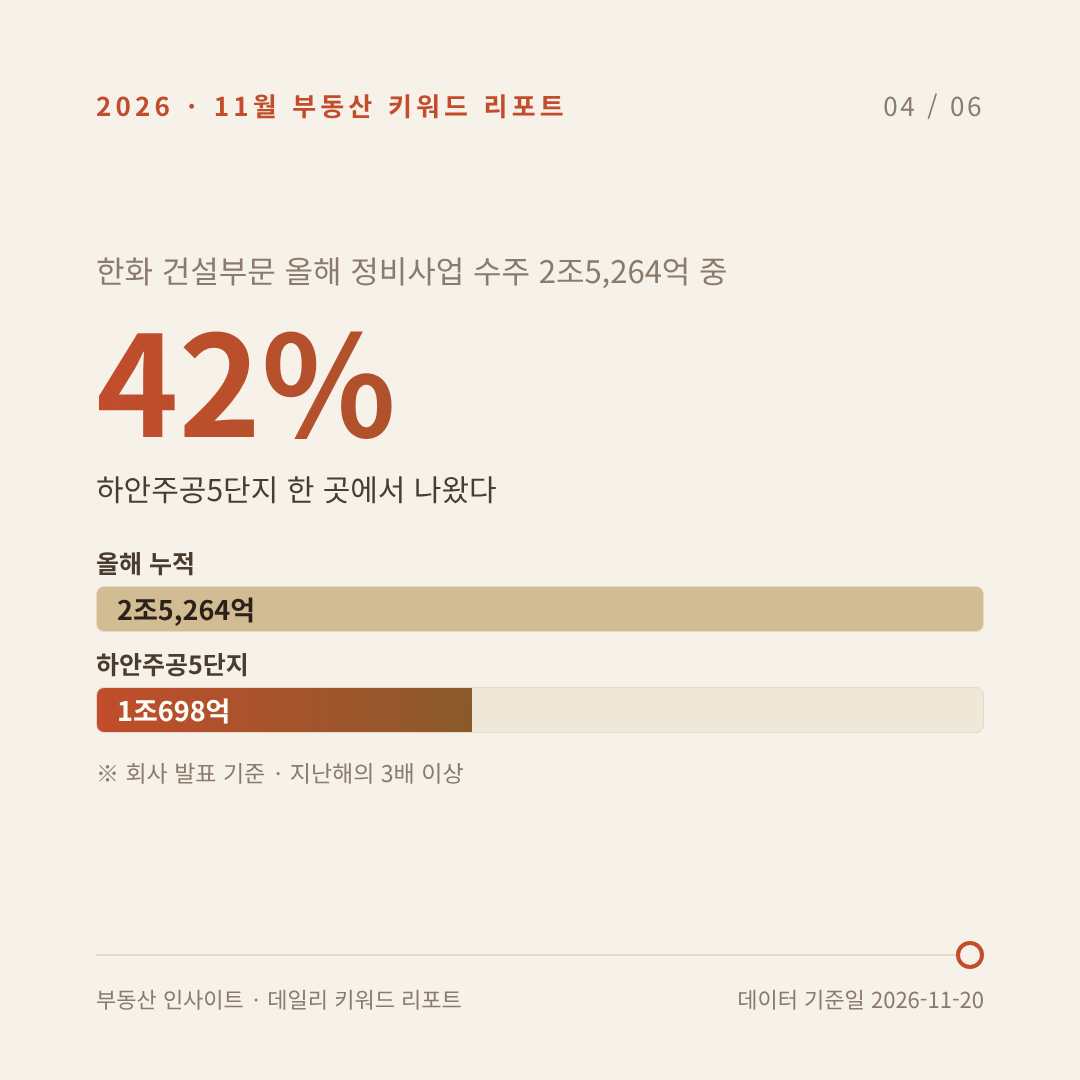 2026 · 11월 부동산 키워드 리포트
04 / 06
한화 건설부문 올해 정비사업 수주 2조5,264억 중
42%
하안주공5단지 한 곳에서 나왔다
올해 누적
2조5,264억
하안주공5단지
1조698억
※ 회사 발표 기준 · 지난해의 3배 이상
부동산 인사이트 · 데일리 키워드 리포트
데이터 기준일 2026-11-20